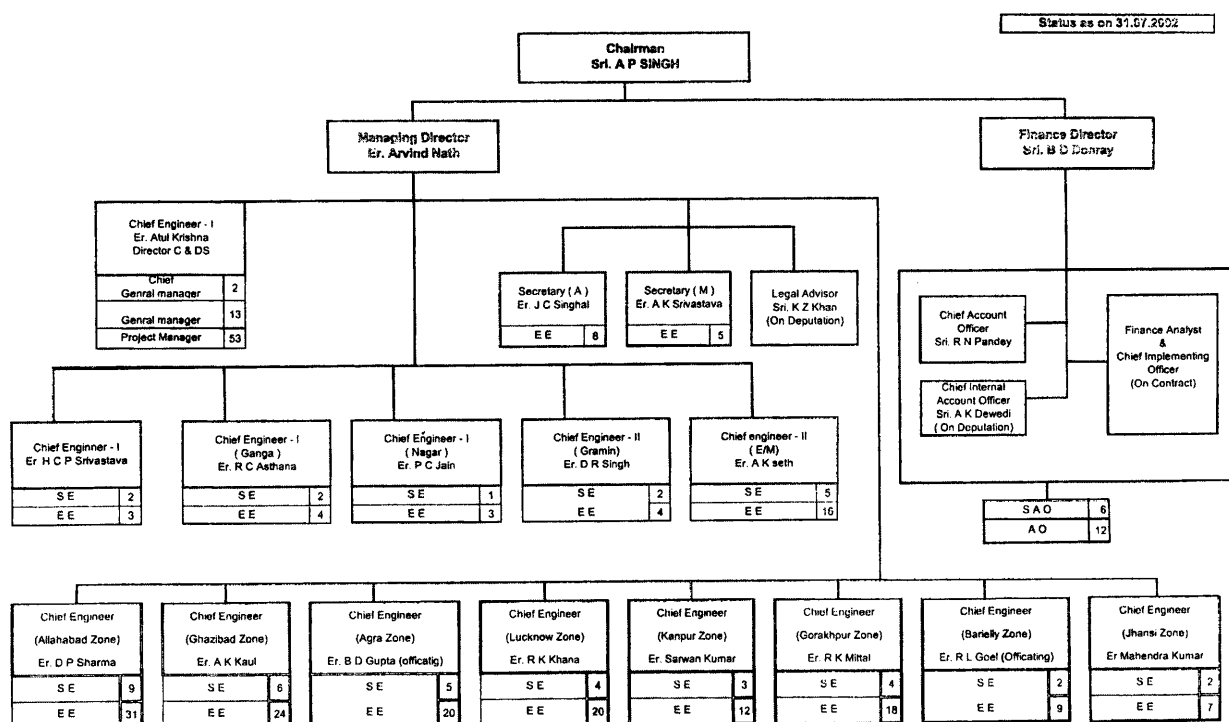 Status as on 31.07.2002
Chairman
Sri. A P SINGH
Managing Director
Er. Arvind Nath
Finance Director
Sri. B D
Chief Engineer - I
Er. Atul Krishna
Director C & DS
Chief
Genral manager 2
Genral manager 13
Project Manager 53
Secretary ( A )
Er. J C Singhal
E E 8
Secretary ( M )
Er. A K Srivastava
E E 5
Legal Advisor
Sri. K Z Khan
(On Deputation)
Chief Account
Officer
Sri. R N Pandey
Chief Internal
Account Officer
Sri. A K Dewedi
( On Deputation)
Finance Analyst
&
Chief Implementing
Officer
(On Contract)
S A O 6
A O 12
Chief Enginner - I
Er. H C P Srivastava
S E 2
E E 3
Chief Engineer - I
( Ganga )
Er. R C Asthana
S E 2
E E 4
Chief Engineer - I
( Nagar )
Er. P C Jain
S E 1
E E 3
Chief Engineer - II
(Gramin)
Er. D R Singh
S E 2
E E 4
Chief engineer - II
(E/M)
Er. A K seth
S E 5
E E 16
Chief Engineer
(Allahabad Zone)
Er. D P Sharma
S E 9
E E 31
Chief Engineer
(Ghazibad Zone)
Er. A K Kaul
S E 6
E E 24
Chief Engineer
(Agra Zone)
Er. B D Gupta (officatig)
S E 5
E E 20
Chief Engineer
(Lucknow Zone)
Er. R K Khana
S E 4
E E 20
Chief Engineer
(Kanpur Zone)
Er. Sarwan Kumar
S E 3
E E 12
Chief Engineer
(Gorakhpur Zone)
Er. R K Mittal
S E 4
E E 18
Chief Engineer
(Barielly Zone)
Er. R L Goel (Officating)
S E 2
E E 9
Chief Engineer
(Jhansi Zone)
Er Mahendra Kumar
S E 2
E E 7